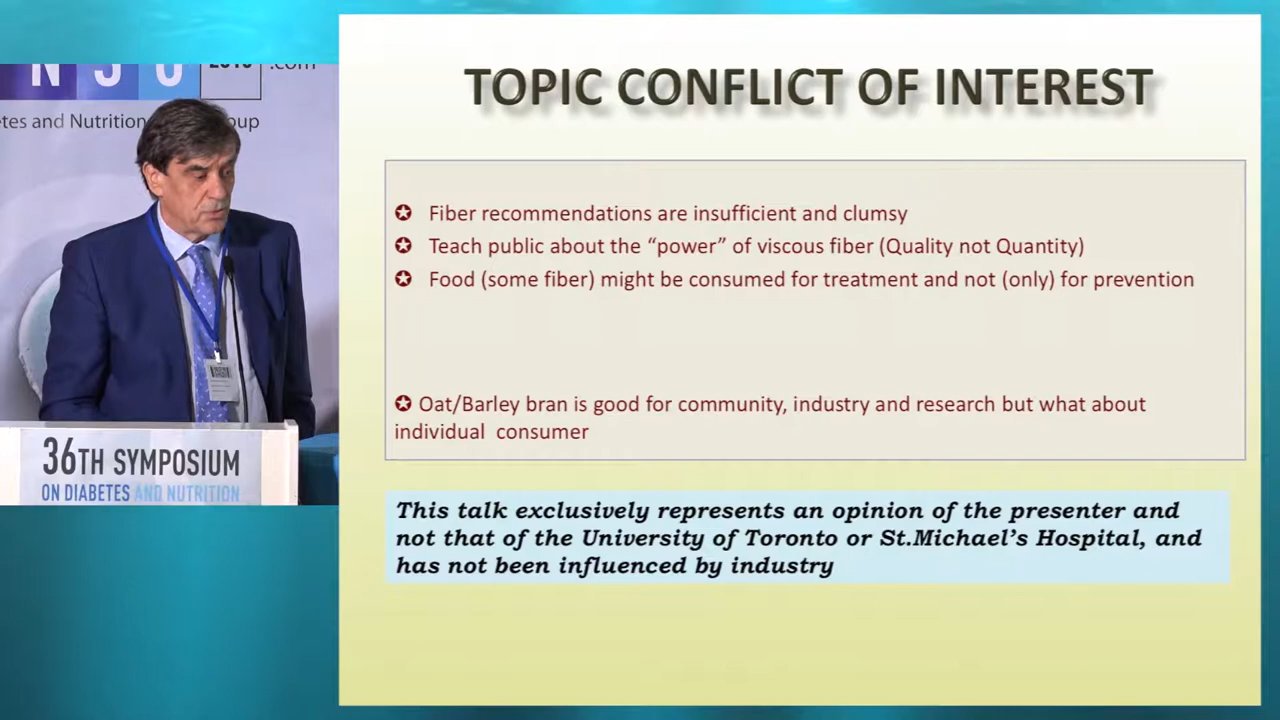 .com
TOPIC CONFLICT OF INTEREST
etes and Nutrition
Fiber recommendations are insufficient and clumsy
Teach public about the “power” of viscous fiber (Quality not Quantity)
Food (some fiber) might be consumed for treatment and not (only) for prevention
Oat/Barley bran is good for community, industry and research but what about
individual consumer
36TH SYMPOSIUM
ON DIABETES AND NUTRITION
This talk exclusively represents an opinion of the presenter and
not that of the University of Toronto or St.Michael’s Hospital, and
has not been influenced by industry